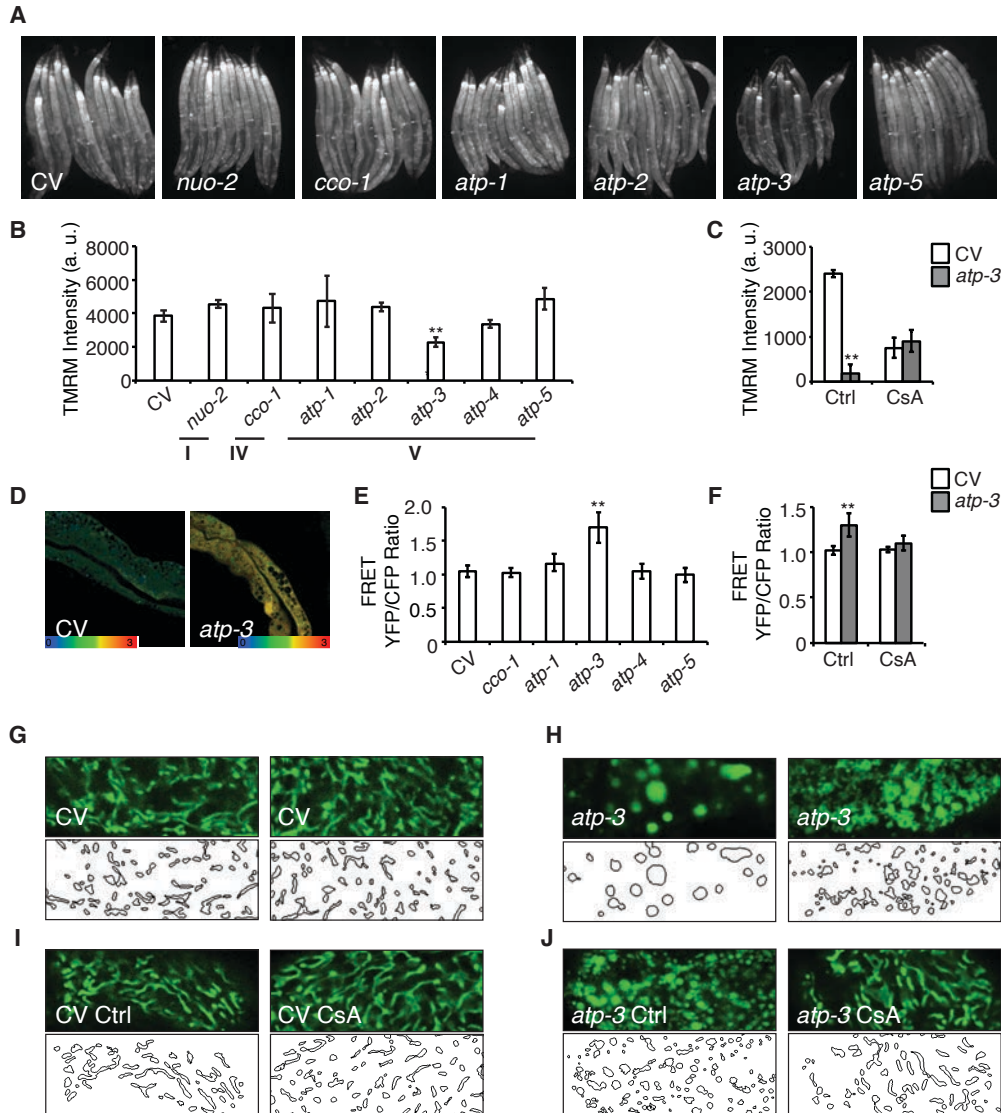 A
CV
nuo-2
cco-1
atp-1
atp-2
atp-3
atp-5
B
TMRM Intensity (a. u.)
8000
6000
4000
2000
0
**
CV
nuo-2
cco-1
atp-1
atp-2
atp-3
atp-4
atp-5
I
IV
V
C
TMRM Intensity (a. u.)
3000
2000
1000
0
**
Ctrl
CsA
CV
atp-3
D
CV
0
3
atp-3
0
3
E
FRET
YFP/CFP Ratio
2.0
1.5
1.0
0.5
0
**
CV
cco-1
atp-1
atp-3
atp-4
atp-5
F
FRET
YFP/CFP Ratio
1.5
1.0
0.5
0
**
Ctrl
CsA
CV
atp-3
G
CV
CV
H
atp-3
atp-3
I
CV Ctrl
CV CsA
J
atp-3 Ctrl
atp-3 CsA